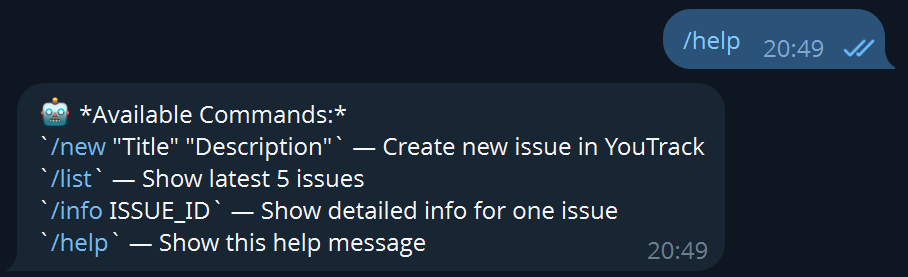 /help 20:49
🤖 *Available Commands:*
`/new "Title" "Description"` — Create new issue in YouTrack
`/list` — Show latest 5 issues
`/info ISSUE_ID` — Show detailed info for one issue
`/help` — Show this help message
20:49